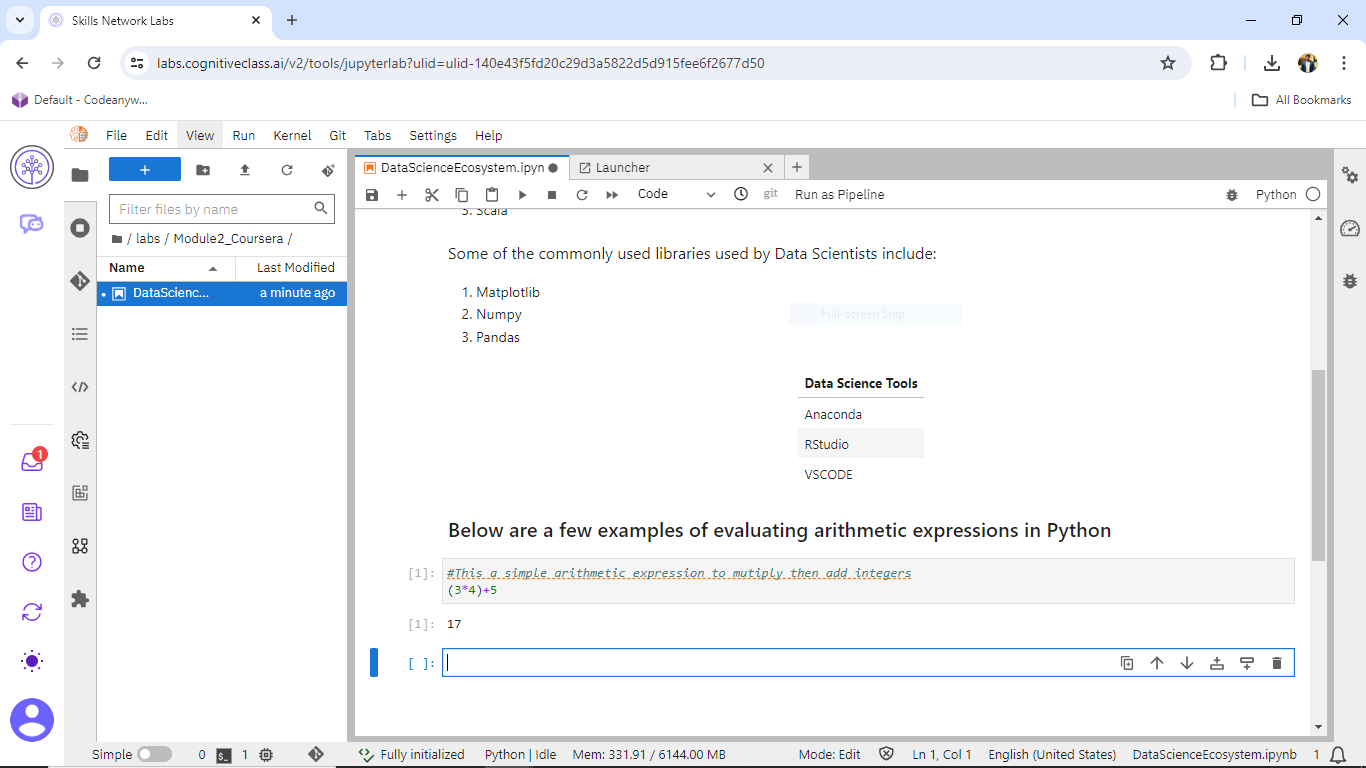 Skills Network Labs
labs.cognitiveclass.ai/v2/tools/jupyterlab?ulid=ulid-140e43f5fd20c29d3a5822d5d915fee6f2677d50
Default - Codeanyw...
All Bookmarks
File Edit View Run Kernel Git Tabs Settings Help
DataScienceEcosystem.ipyn
Launcher
Code
git
Run as Pipeline
Python
Filter files by name
/ labs / Module2_Coursera /
Name Last Modified
DataScienc... a minute ago
3. Scala
Some of the commonly used libraries used by Data Scientists include:
1. Matplotlib
2. Numpy
3. Pandas
Full-screen Snip
Data Science Tools
Anaconda
RStudio
VSCODE
Below are a few examples of evaluating arithmetic expressions in Python
[1]: #This a simple arithmetic expression to mutiply then add integers
(3*4)+5
[1]: 17
[ ]:
1
Simple 0 1 Fully initialized Python | Idle Mem: 331.91 / 6144.00 MB Mode: Edit Ln 1, Col 1 English (United States) DataScienceEcosystem.ipynb 1